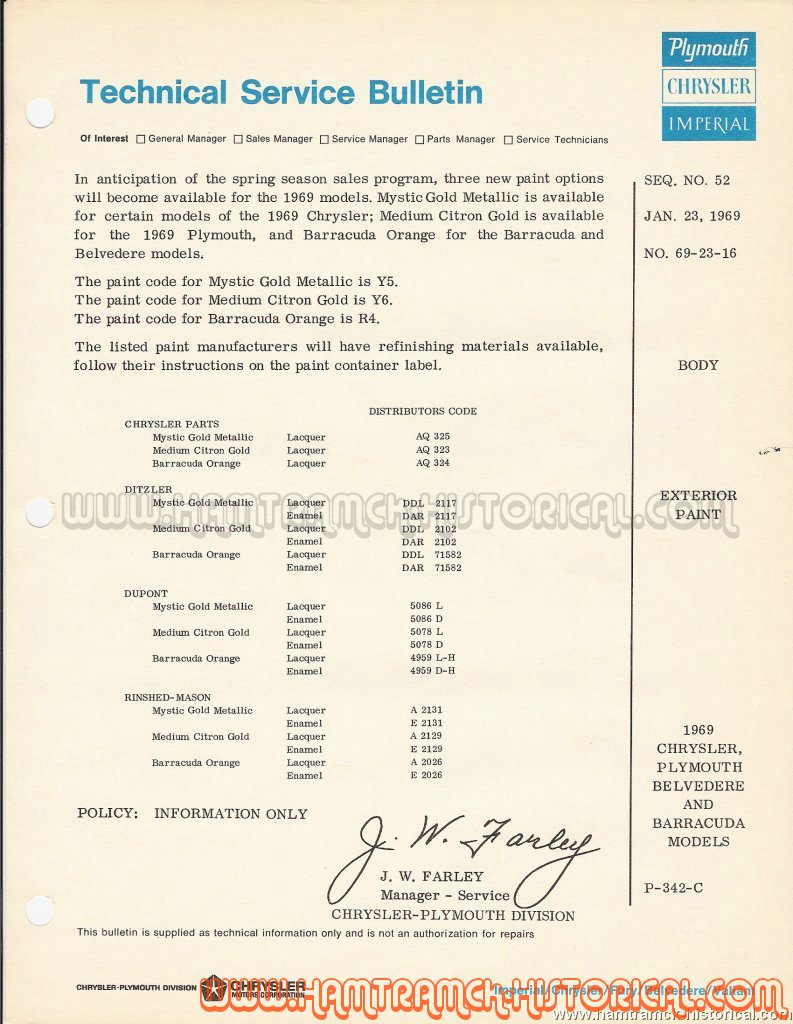 Plymouth
CHRYSLER
IMPERIAL
Technical Service Bulletin
Of Interest General Manager Sales Manager Service Manager Parts Manager Service Technicians
In anticipation of the spring season sales program, three new paint options
will become available for the 1969 models. Mystic Gold Metallic is available
for certain models of the 1969 Chrysler; Medium Citron Gold is available
for the 1969 Plymouth, and Barracuda Orange for the Barracuda and
Belvedere models.
The paint code for Mystic Gold Metallic is Y5.
The paint code for Medium Citron Gold is Y6.
The paint code for Barracuda Orange is R4.
The listed paint manufacturers will have refinishing materials available,
follow their instructions on the paint container label.
DISTRIBUTORS CODE
CHRYSLER PARTS
Mystic Gold Metallic Lacquer AQ 325
Medium Citron Gold Lacquer AQ 323
Barracuda Orange Lacquer AQ 324
DITZLER
Mystic Gold Metallic Lacquer DDL 2117
Enamel DAR 2117
Medium Citron Gold Lacquer DDL 2102
Enamel DAR 2102
Barracuda Orange Lacquer DDL 71582
Enamel DAR 71582
DUPONT
Mystic Gold Metallic Lacquer 5086 L
Enamel 5086 D
Medium Citron Gold Lacquer 5078 L
Enamel 5078 D
Barracuda Orange Lacquer 4959 L-H
Enamel 4959 D-H
RINSHED-MASON
Mystic Gold Metallic Lacquer A 2131
Enamel E 2131
Medium Citron Gold Lacquer A 2129
Enamel E 2129
Barracuda Orange Lacquer A 2026
Enamel E 2026
POLICY: INFORMATION ONLY
J. W. Farley
J. W. FARLEY
Manager - Service
CHRYSLER-PLYMOUTH DIVISION
This bulletin is supplied as technical information only and is not an authorization for repairs
SEQ. NO. 52
JAN. 23, 1969
NO. 69-23-16
BODY
EXTERIOR
PAINT
1969
CHRYSLER,
PLYMOUTH
BELVEDERE
AND
BARRACUDA
MODELS
P-342-C
www.HamtramckHistorical.com
CHRYSLER-PLYMOUTH DIVISION CHRYSLER
MOTORS CORPORATION
Imperial/Chrysler/Fury/Belvedere/Valiant
www.HamtramckHistorical.com
www.hamtramck-historical.com